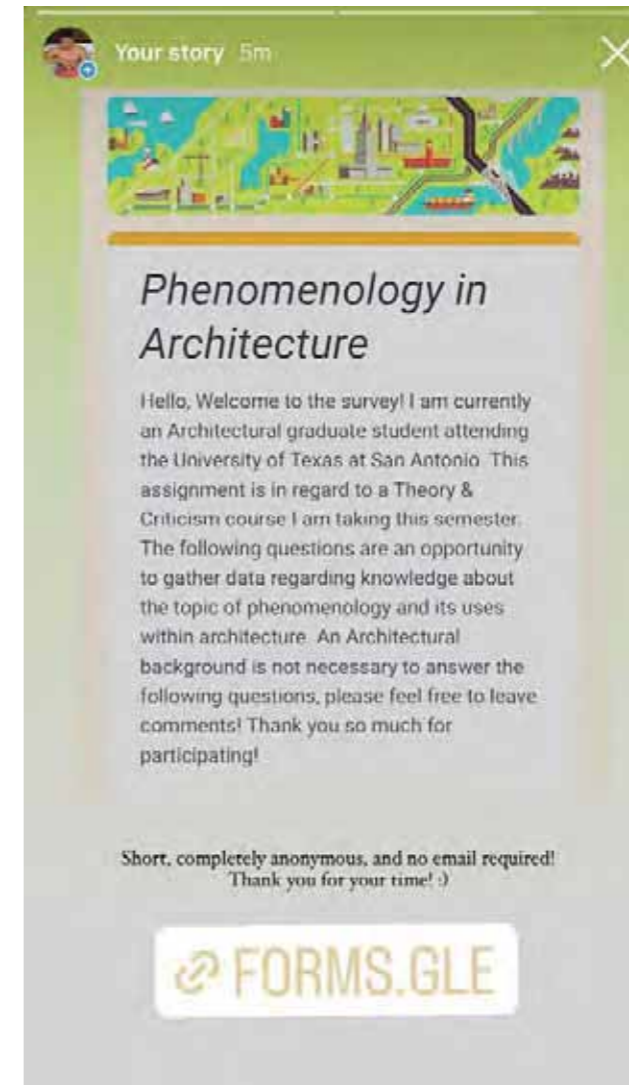 Your story 5m
Phenomenology in
Architecture
Hello, Welcome to the survey! I am currently
an Architectural graduate student attending
the University of Texas at San Antonio. This
assignment is in regard to a Theory &
Criticism course I am taking this semester.
The following questions are an opportunity
to gather data regarding knowledge about
the topic of phenomenology and its uses
within architecture. An Architectural
background is not necessary to answer the
following questions, please feel free to leave
comments! Thank you so much for
participating!
Short, completely anonymous, and no email required!
Thank you for your time! :)
FORMS.GLE